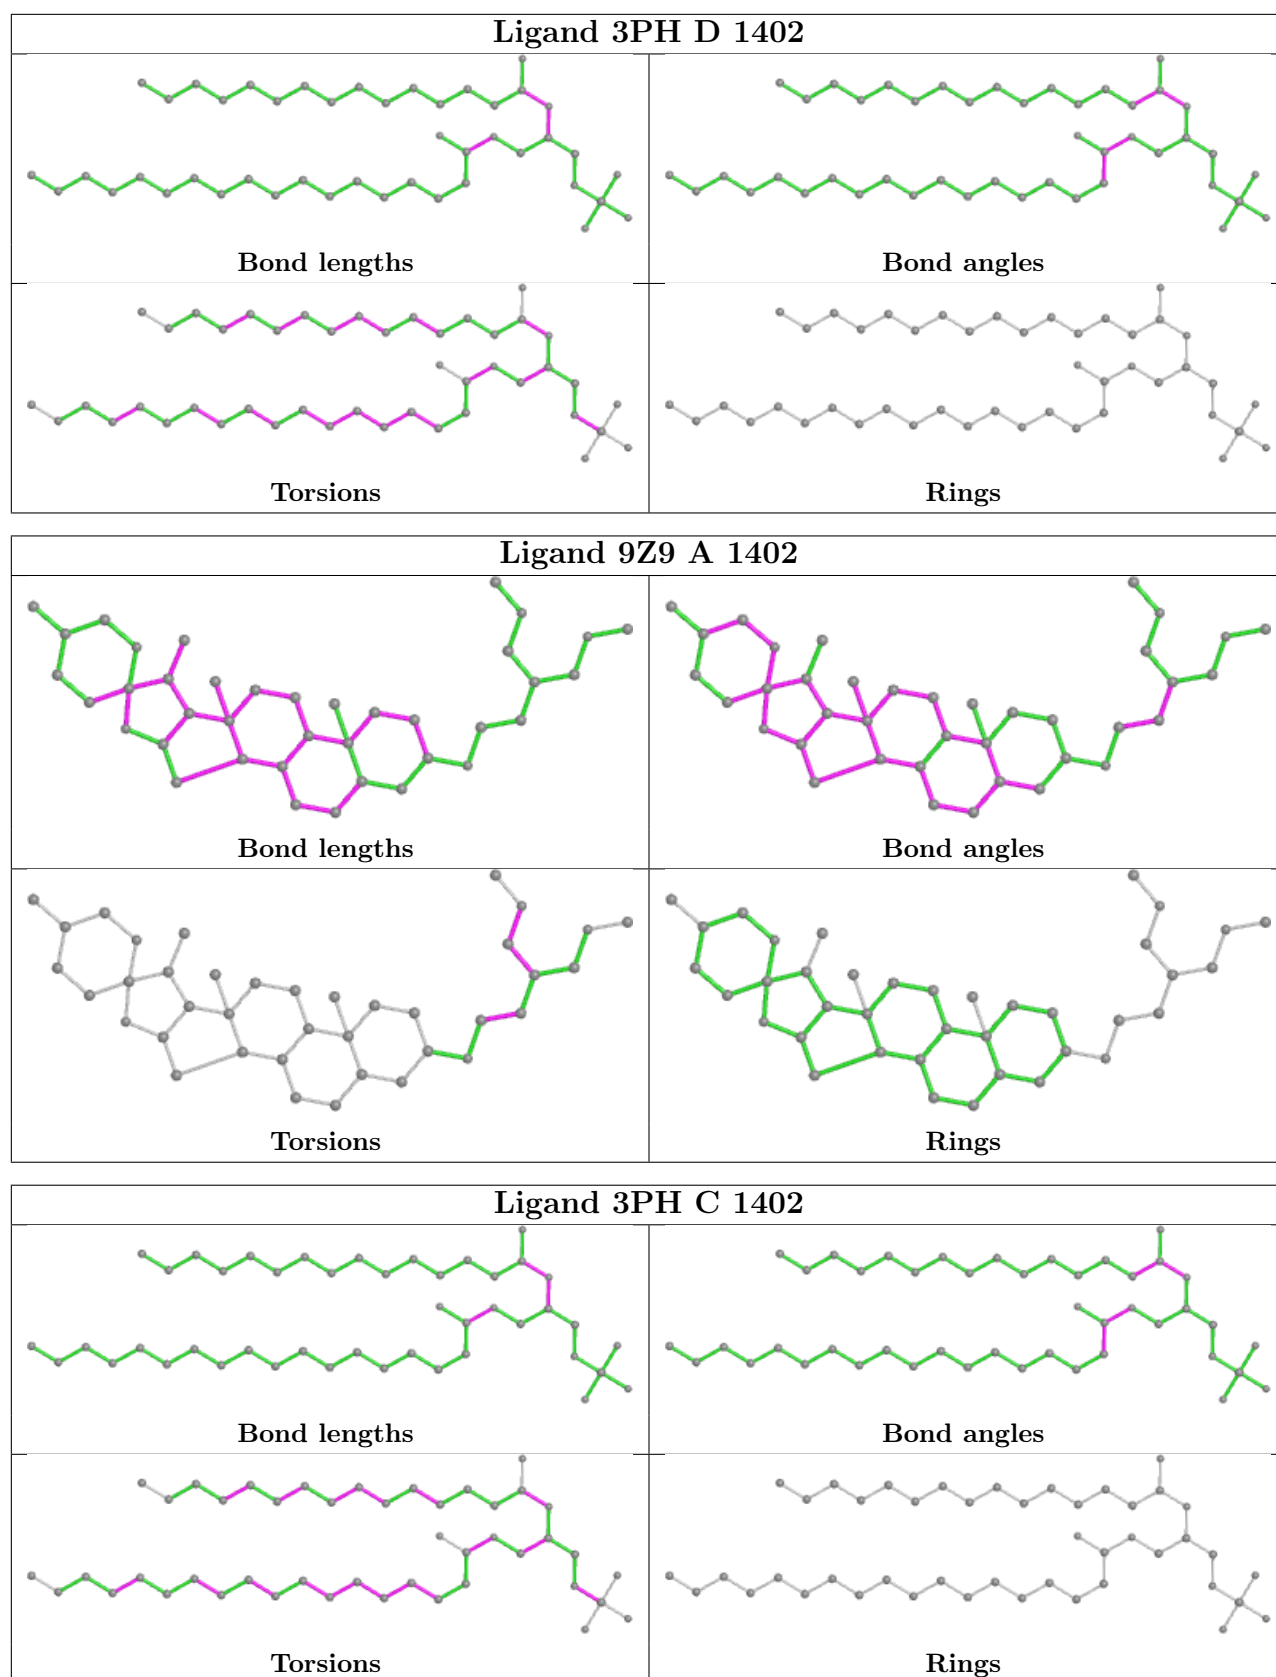 Ligand 3PH D 1402
Bond lengths
Bond angles
Torsions
Rings
Ligand 9Z9 A 1402
Bond lengths
Bond angles
Torsions
Rings
Ligand 3PH C 1402
Bond lengths
Bond angles
Torsions
Rings